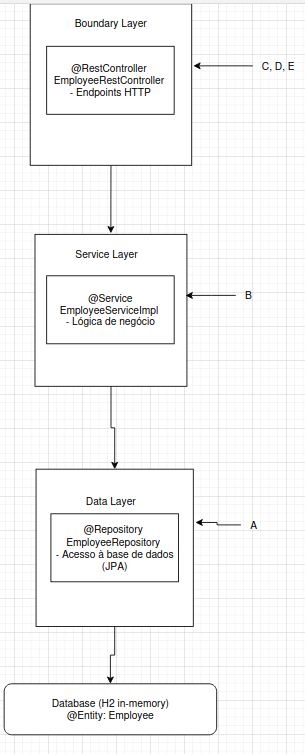 Boundary Layer
@RestController
EmployeeRestController
- Endpoints HTTP
C, D, E
Service Layer
@Service
EmployeeServiceImpl
- Lógica de negócio
B
Data Layer
@Repository
EmployeeRepository
- Acesso à base de dados
(JPA)
A
Database (H2 in-memory)
@Entity: Employee